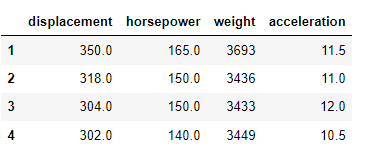 displacement horsepower weight acceleration
1 350.0 165.0 3693 11.5
2 318.0 150.0 3436 11.0
3 304.0 150.0 3433 12.0
4 302.0 140.0 3449 10.5